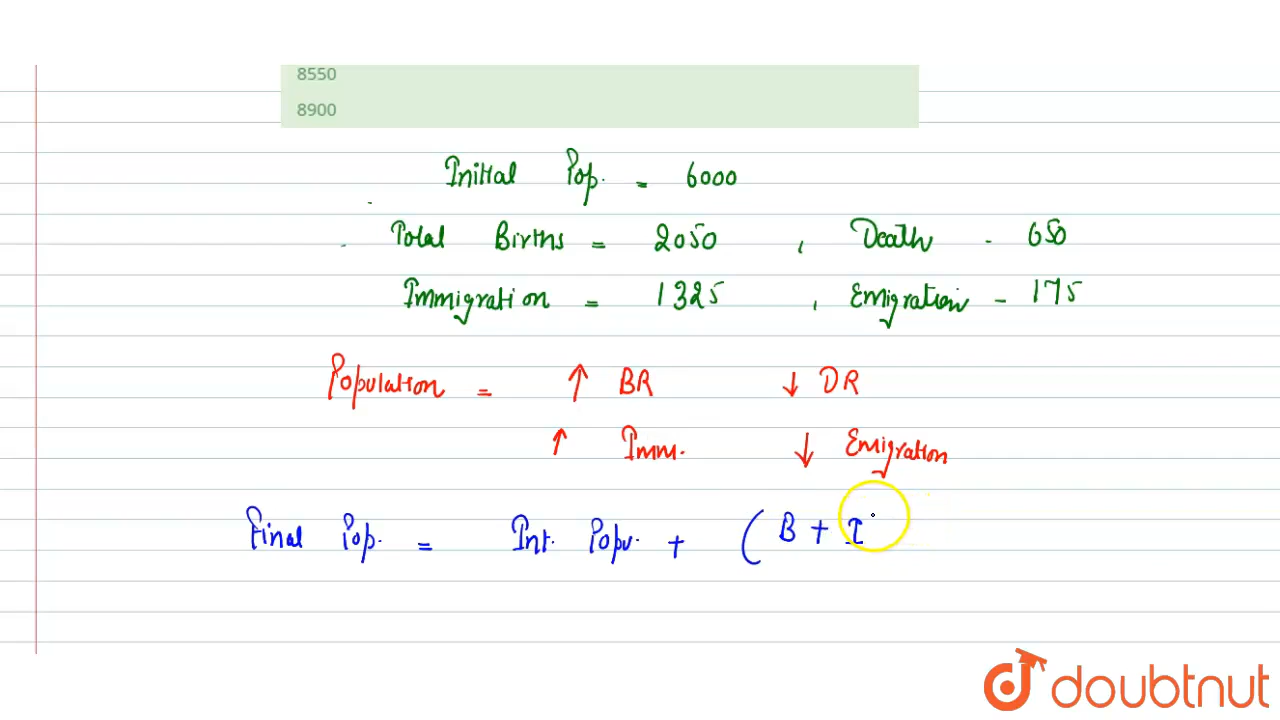 8550
8900
Initial Pop. = 6000
Total Births = 2050 , Death - 650
Immigration = 1325 , Emigration - 175
Population = ↑ BR ↓ DR
↑ Imm. ↓ Emigration
Final Pop. = Int. Popu. + ( B + I
doubtnut